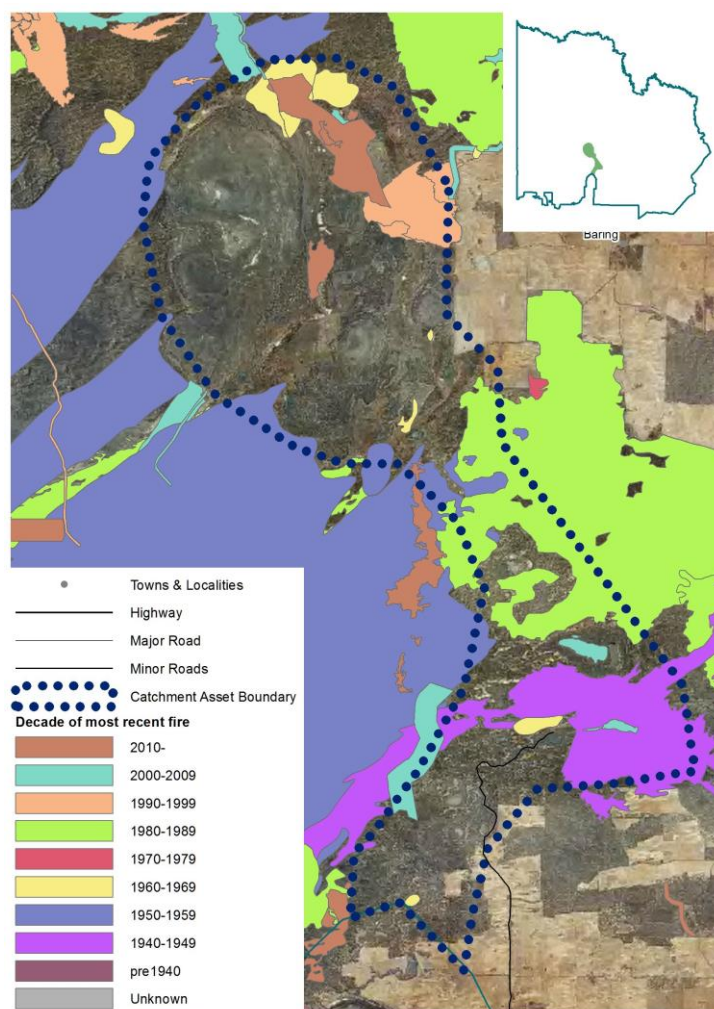 Baring
Towns & Localities
Highway
Major Road
Minor Roads
Catchment Asset Boundary
Decade of most recent fire
2010-
2000-2009
1990-1999
1980-1989
1970-1979
1960-1969
1950-1959
1940-1949
pre1940
Unknown